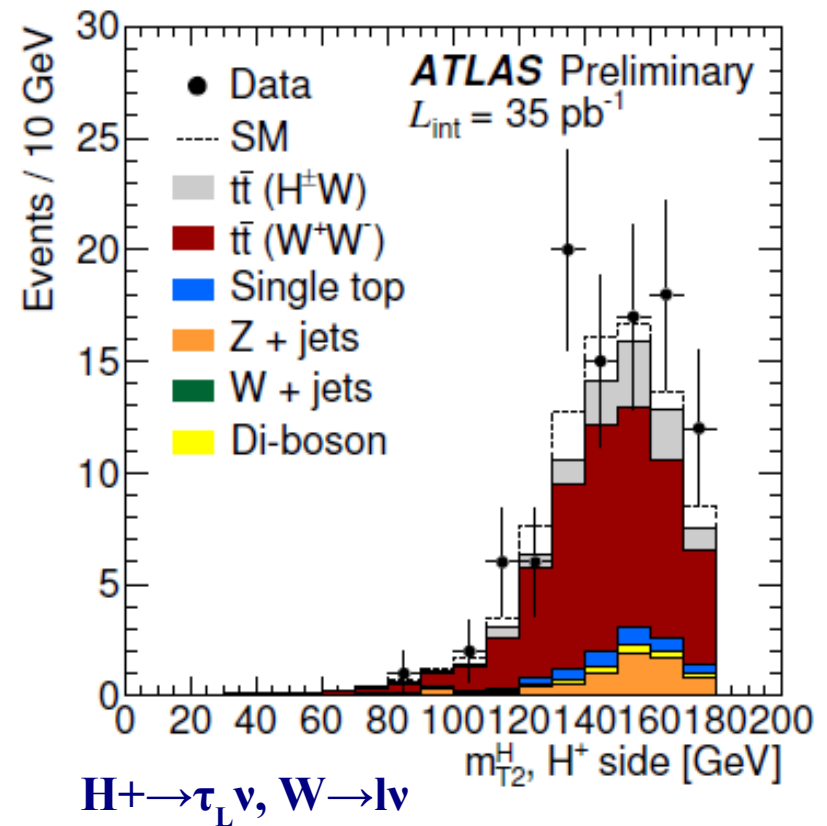 Events / 10 GeV
30
25
20
15
10
5
0
ATLAS Preliminary
L_int = 35 pb⁻¹
Data
SM
tt̄ (H±W)
tt̄ (W⁺W⁻)
Single top
Z + jets
W + jets
Di-boson
0 20 40 60 80 100 120 140 160 180 200
m_T2^H, H⁺ side [GeV]
H+→τ_L ν, W→lν